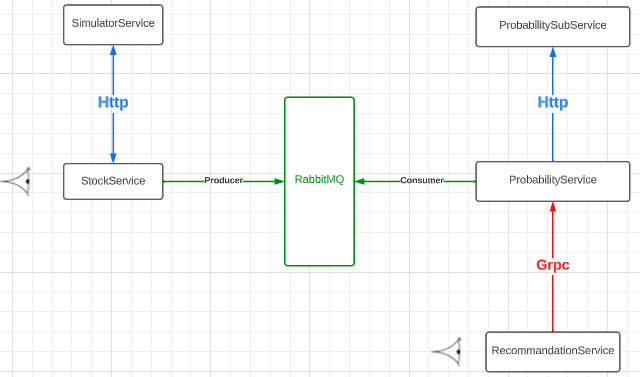 SimulatorService
ProbabilitySubService
Http
Http
StockService
Producer
RabbitMQ
Consumer
ProbabilityService
Grpc
RecommandationService